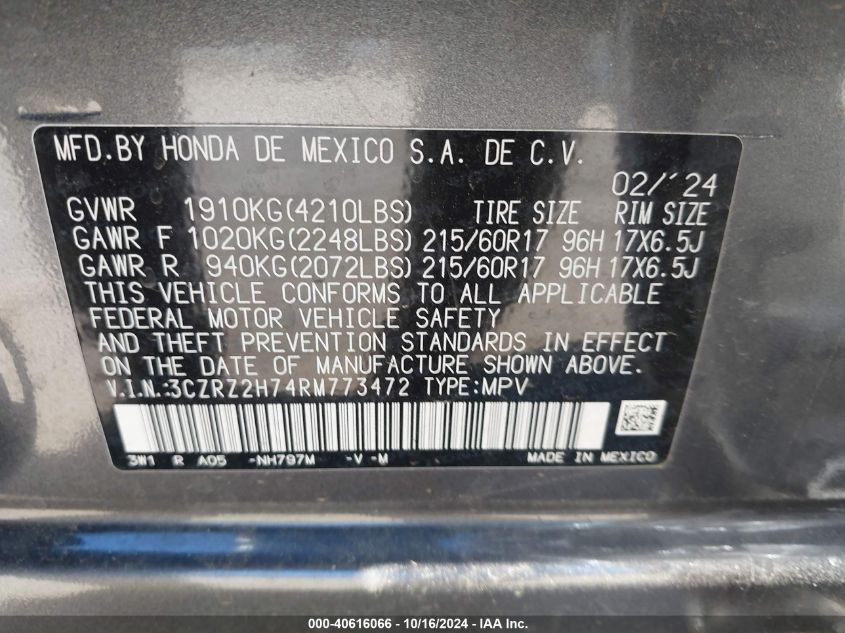 MFD.BY HONDA DE MEXICO S.A. DE C.V.
02/'24
GVWR 1910KG(4210LBS) TIRE SIZE RIM SIZE
GAWR F 1020KG(2248LBS) 215/60R17 96H 17X6.5J
GAWR R 940KG(2072LBS) 215/60R17 96H 17X6.5J
THIS VEHICLE CONFORMS TO ALL APPLICABLE
FEDERAL MOTOR VEHICLE SAFETY
AND THEFT PREVENTION STANDARDS IN EFFECT
ON THE DATE OF MANUFACTURE SHOWN ABOVE.
V.I.N.:3CZRZ2H74RM773472 TYPE:MPV
3W1 R A05 -NH797M -V -M MADE IN MEXICO
000-40616066 - 10/16/2024 - IAA Inc.